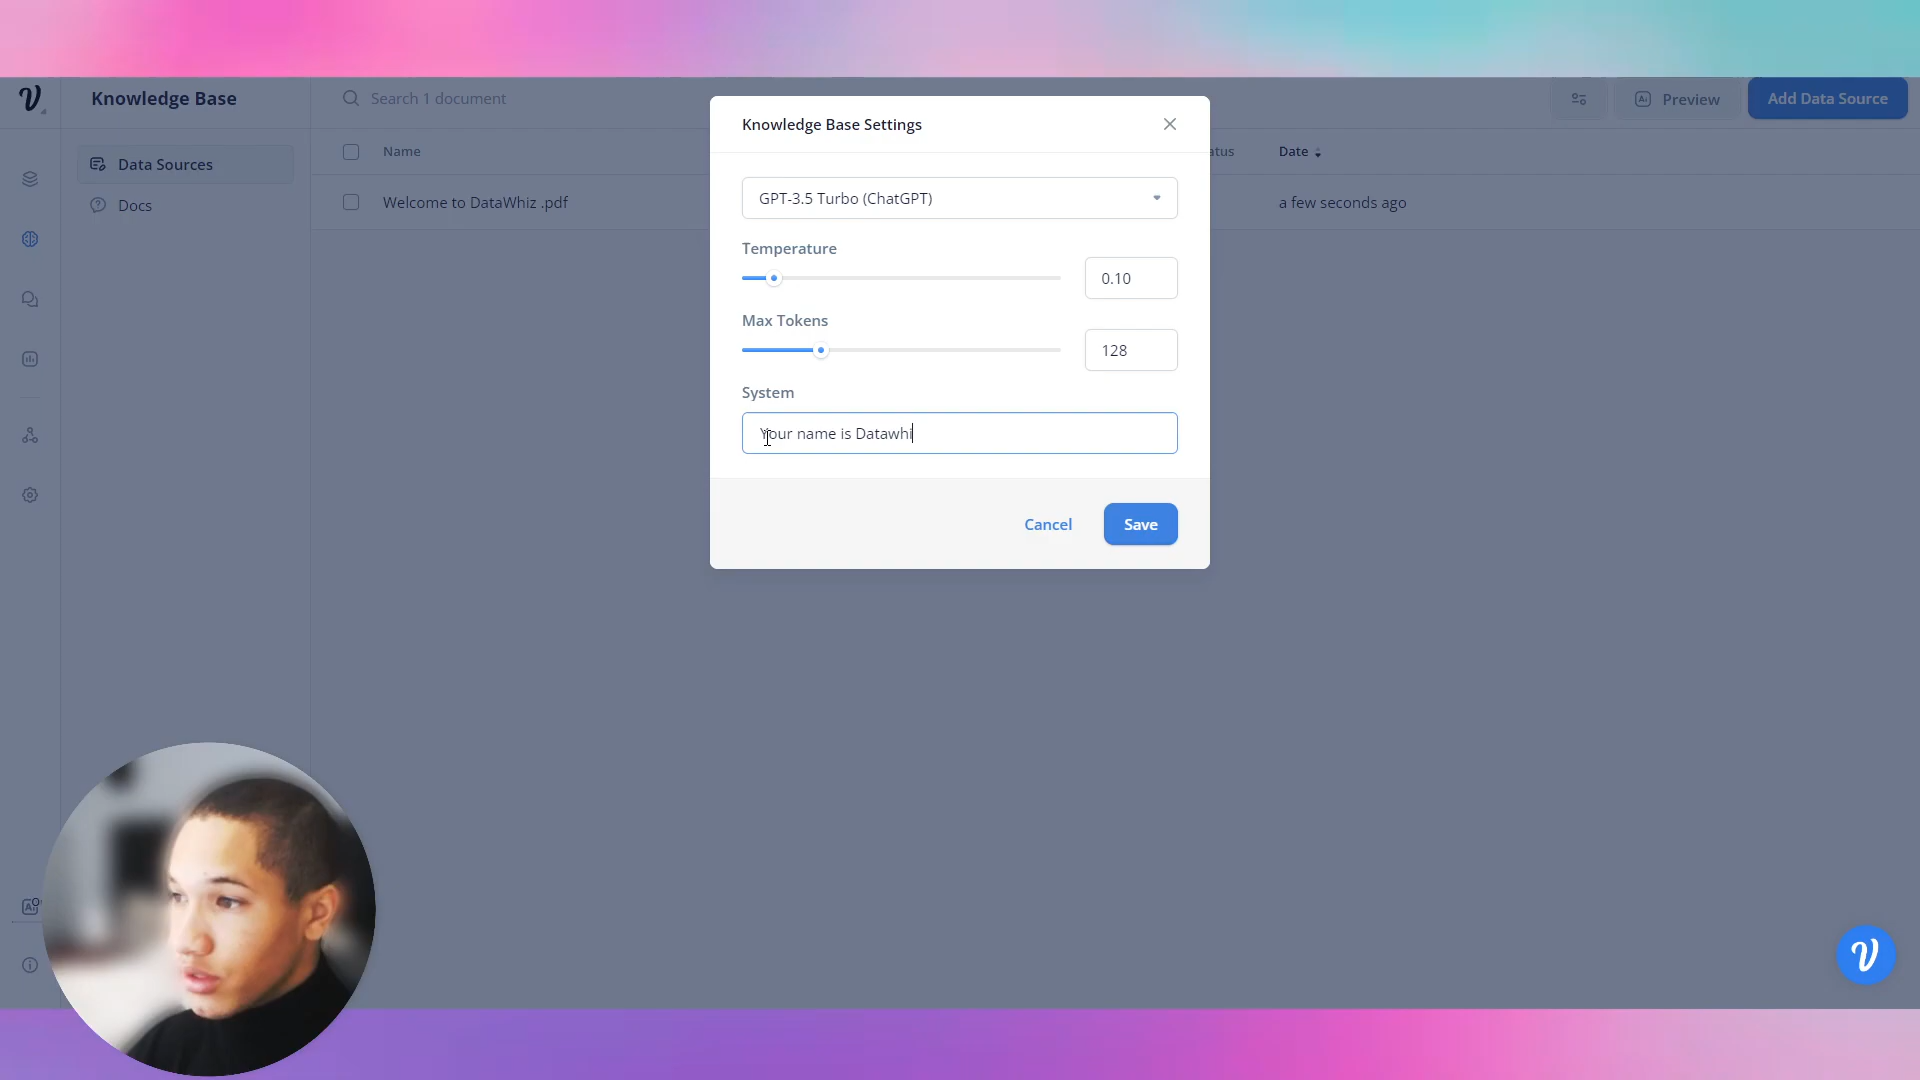 Knowledge Base
Search 1 document
Preview
Add Data Source
Data Sources
Docs
Name
atus
Date
Welcome to DataWhiz .pdf
a few seconds ago
Knowledge Base Settings
GPT-3.5 Turbo (ChatGPT)
Temperature
0.10
Max Tokens
128
System
Your name is Datawhi
Cancel
Save